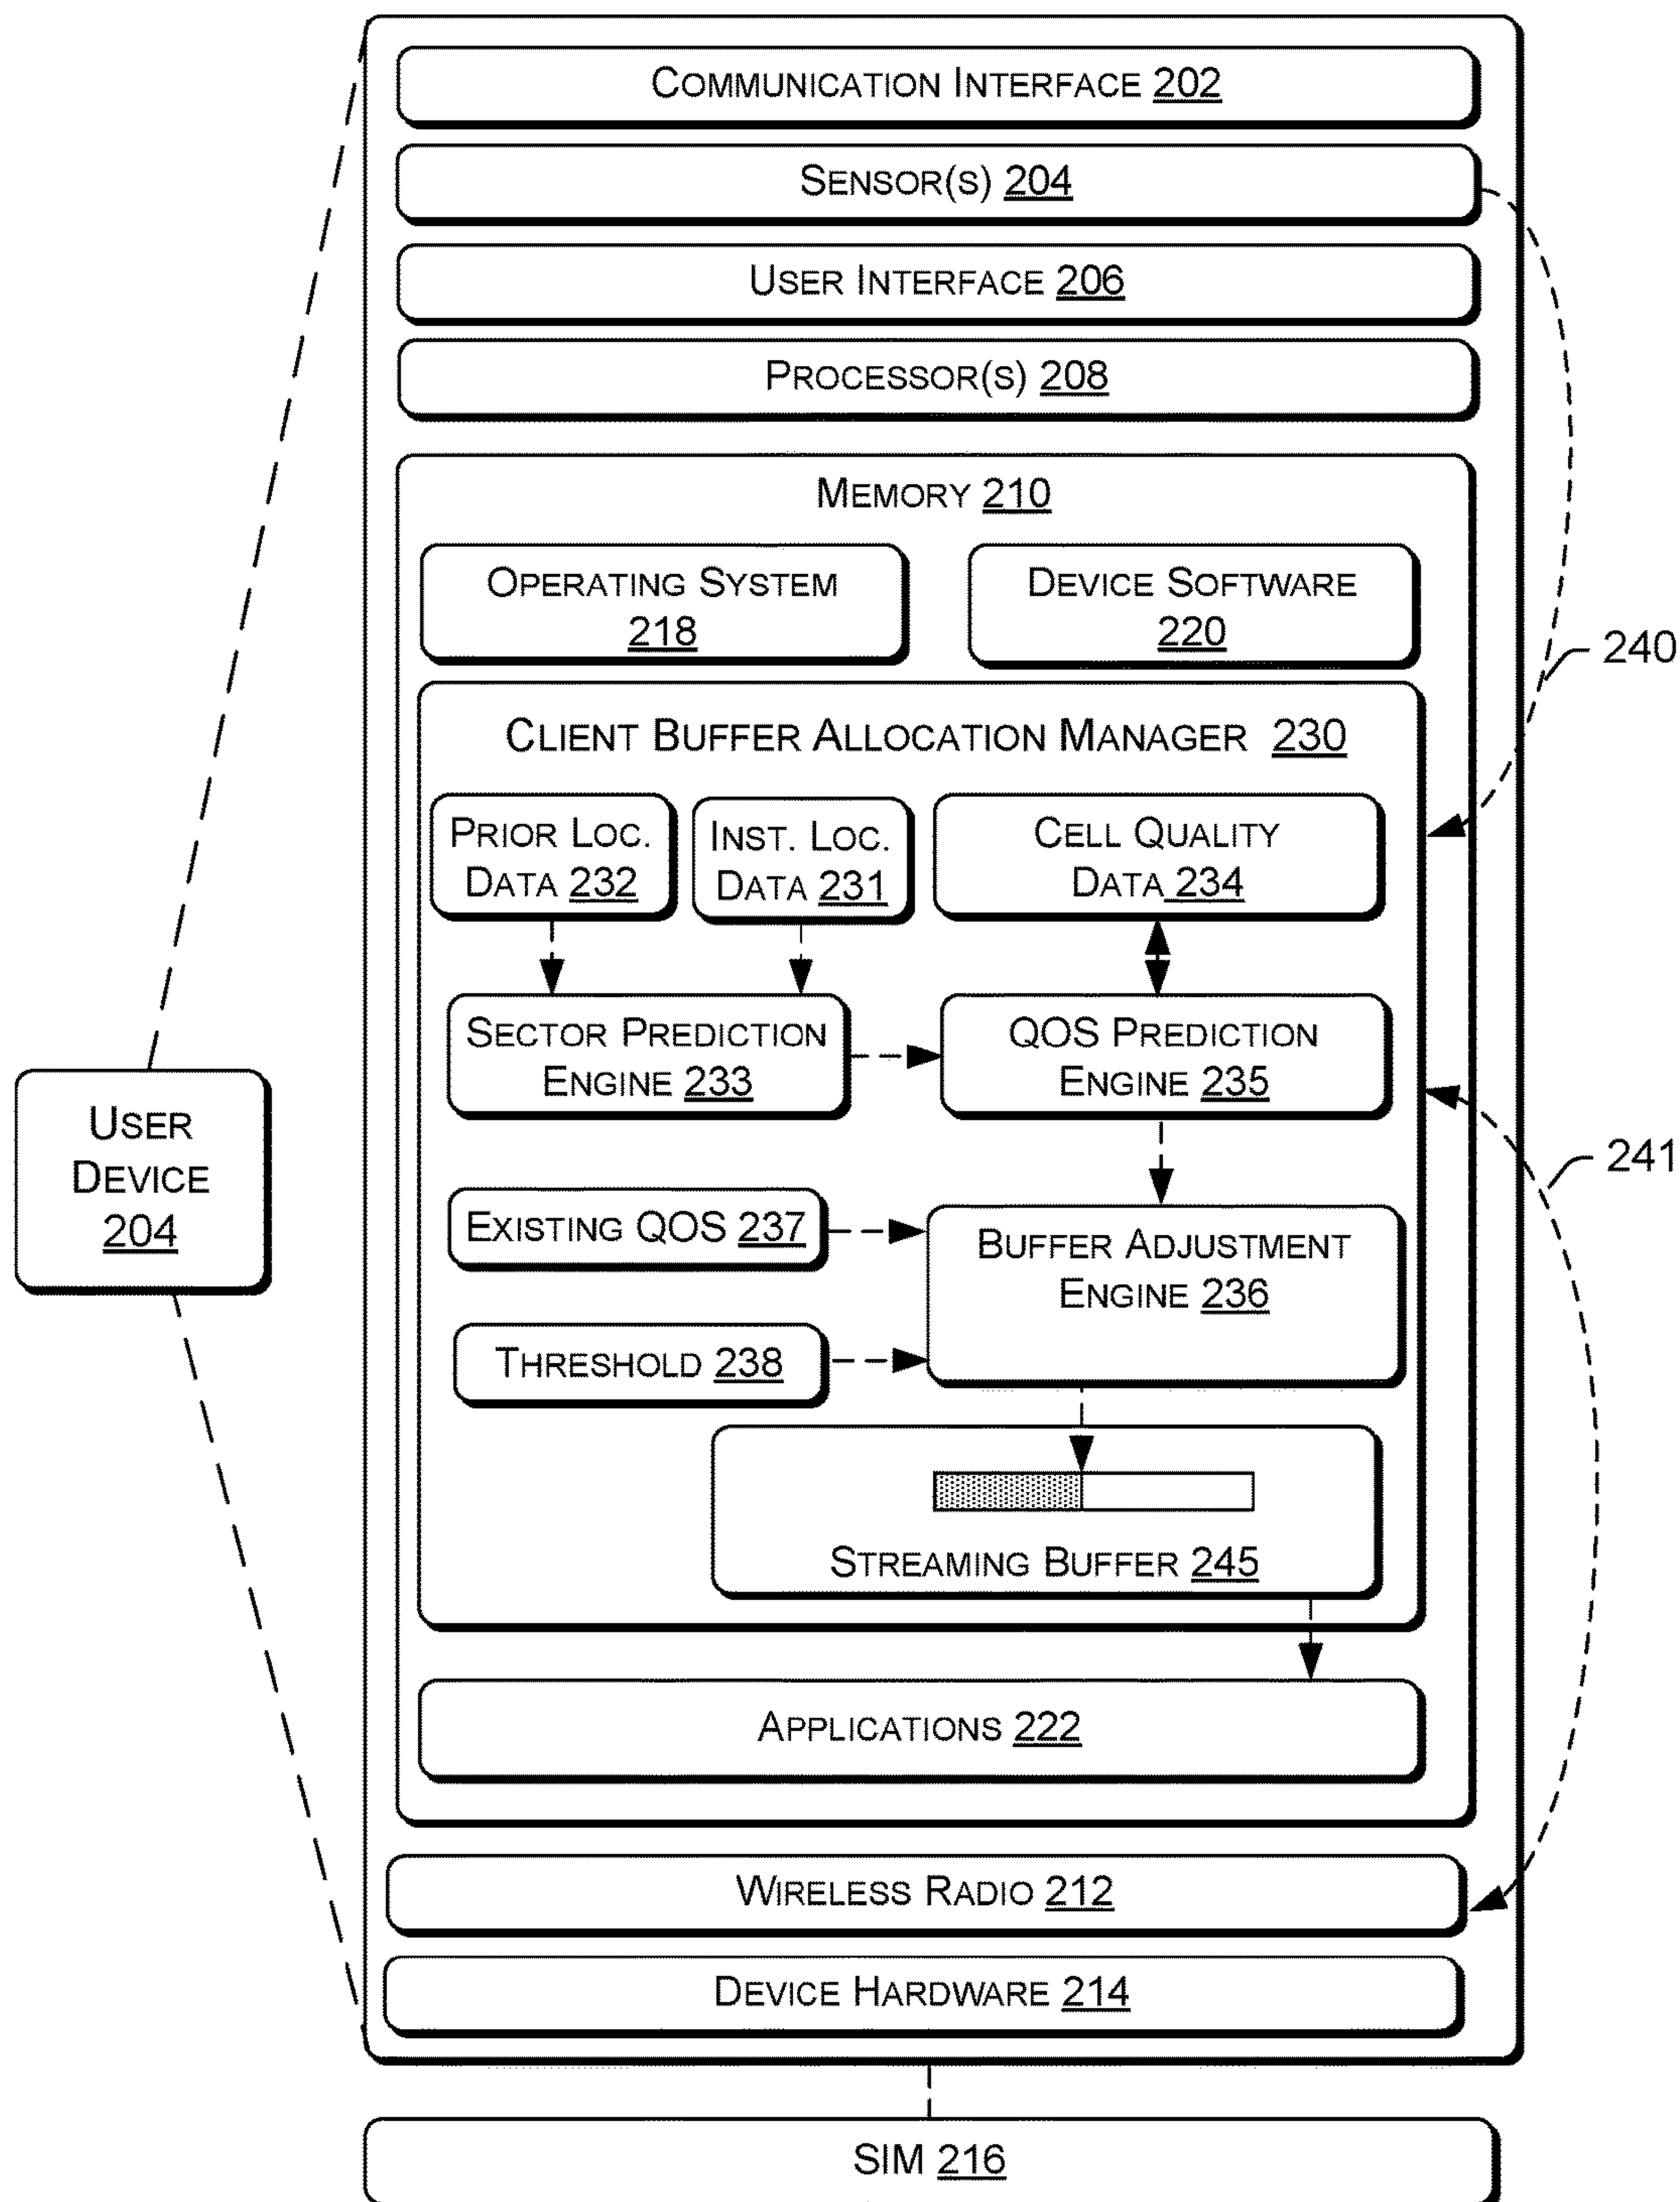 COMMUNICATION INTERFACE 202
SENSOR(S) 204
USER INTERFACE 206
PROCESSOR(S) 208
MEMORY 210
OPERATING SYSTEM
218
DEVICE SOFTWARE
220
240
CLIENT BUFFER ALLOCATION MANAGER 230
PRIOR LOC.
DATA 232
INST. LOC.
DATA 231
CELL QUALITY
DATA 234
SECTOR PREDICTION
ENGINE 233
QOS PREDICTION
ENGINE 235
USER
DEVICE
204
241
EXISTING QOS 237
BUFFER ADJUSTMENT
ENGINE 236
THRESHOLD 238
STREAMING BUFFER 245
APPLICATIONS 222
WIRELESS RADIO 212
DEVICE HARDWARE 214
SIM 216